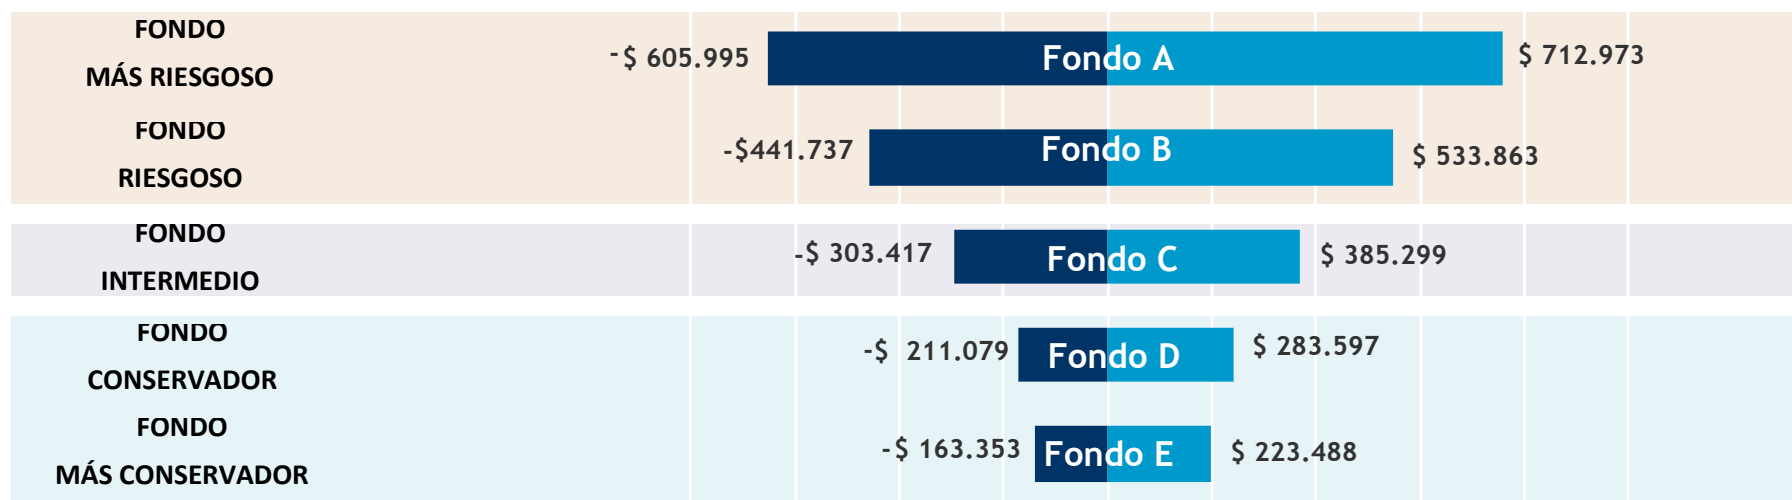 FONDO
MÁS RIESGOSO
-$ 605.995
Fondo A
$ 712.973
FONDO
RIESGOSO
-$441.737
Fondo B
$ 533.863
FONDO
INTERMEDIO
-$ 303.417
Fondo C
$ 385.299
FONDO
CONSERVADOR
-$ 211.079
Fondo D
$ 283.597
FONDO
MÁS CONSERVADOR
-$ 163.353
Fondo E
$ 223.488